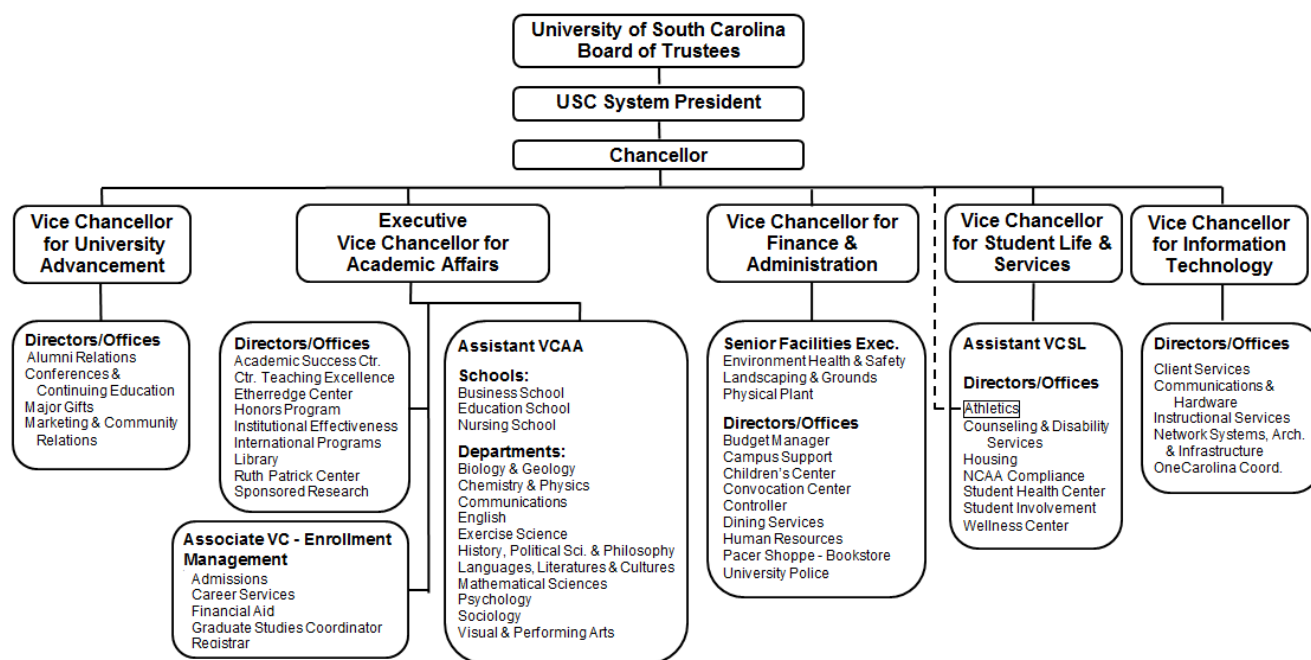 University of South Carolina
Board of Trustees
USC System President
Chancellor
Vice Chancellor
for University
Advancement
Executive
Vice Chancellor for
Academic Affairs
Vice Chancellor for
Finance &
Administration
Vice Chancellor
for Student Life &
Services
Vice Chancellor
for Information
Technology
Directors/Offices
Alumni Relations
Conferences &
Continuing Education
Major Gifts
Marketing & Community
Relations
Directors/Offices
Academic Success Ctr.
Ctr. Teaching Excellence
Etherredge Center
Honors Program
Institutional Effectiveness
International Programs
Library
Ruth Patrick Center
Sponsored Research
Associate VC - Enrollment
Management
Admissions
Career Services
Financial Aid
Graduate Studies Coordinator
Registrar
Assistant VCAA
Schools:
Business School
Education School
Nursing School
Departments:
Biology & Geology
Chemistry & Physics
Communications
English
Exercise Science
History, Political Sci. & Philosophy
Languages, Literatures & Cultures
Mathematical Sciences
Psychology
Sociology
Visual & Performing Arts
Senior Facilities Exec.
Environment Health & Safety
Landscaping & Grounds
Physical Plant
Directors/Offices
Budget Manager
Campus Support
Children's Center
Convocation Center
Controller
Dining Services
Human Resources
Pacer Shoppe - Bookstore
University Police
Assistant VCSL
Directors/Offices
Athletics
Counseling & Disability
Services
Housing
NCAA Compliance
Student Health Center
Student Involvement
Wellness Center
Directors/Offices
Client Services
Communications &
Hardware
Instructional Services
Network Systems, Arch.
& Infrastructure
OneCarolina Coord.